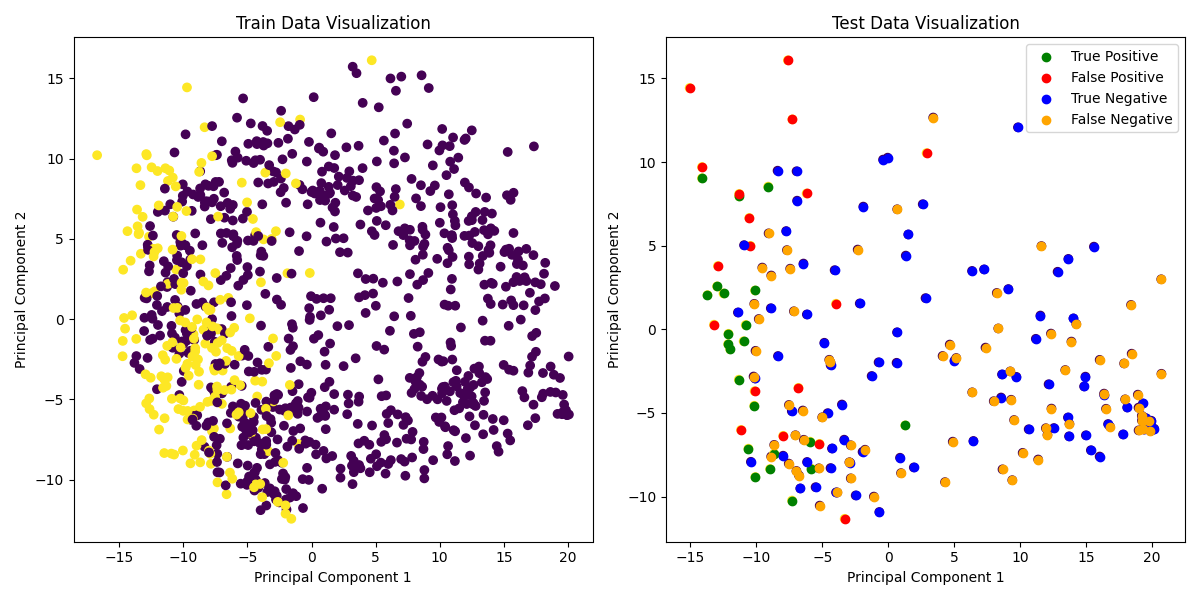 Train Data Visualization
Principal Component 2
15
10
5
0
−5
−10
−15
−10
−5
0
5
10
15
20
Principal Component 1
Test Data Visualization
Principal Component 2
15
10
5
0
−5
−10
−15
−10
−5
0
5
10
15
20
Principal Component 1
True Positive
False Positive
True Negative
False Negative